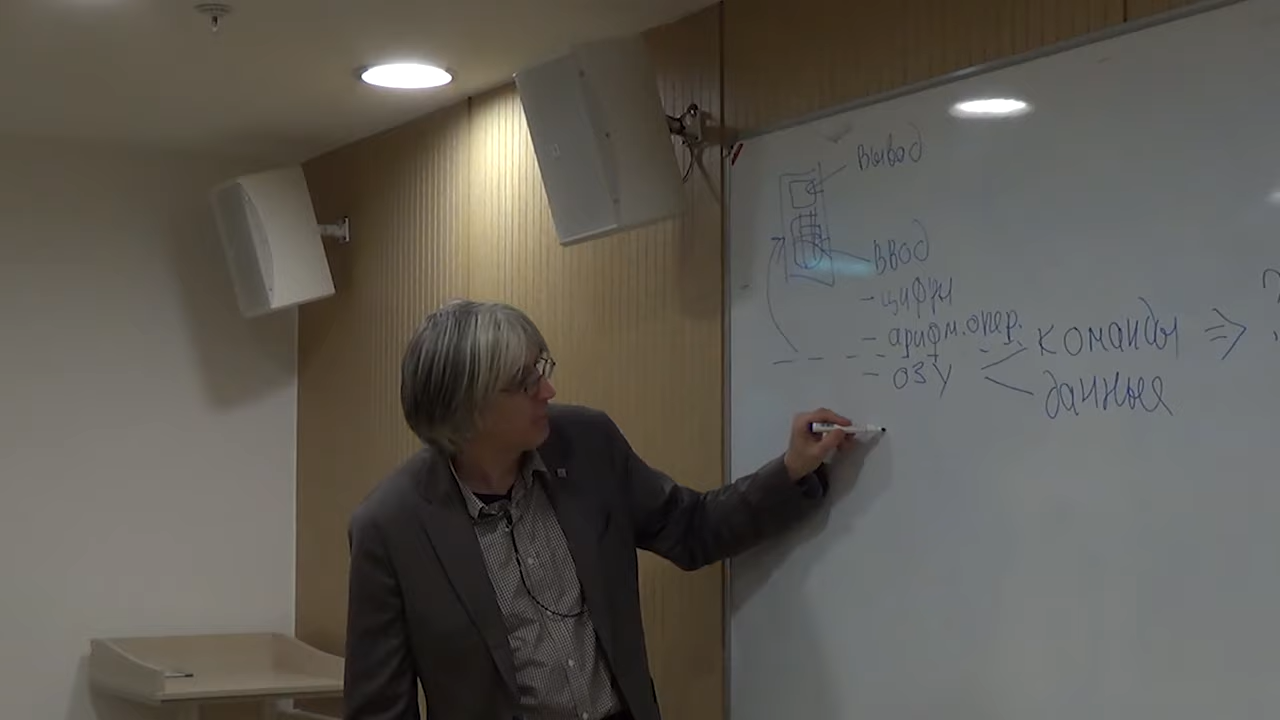 вывод
ввод
- цифры
- арифм. опер.
- ОЗУ
команды ⇒
данные